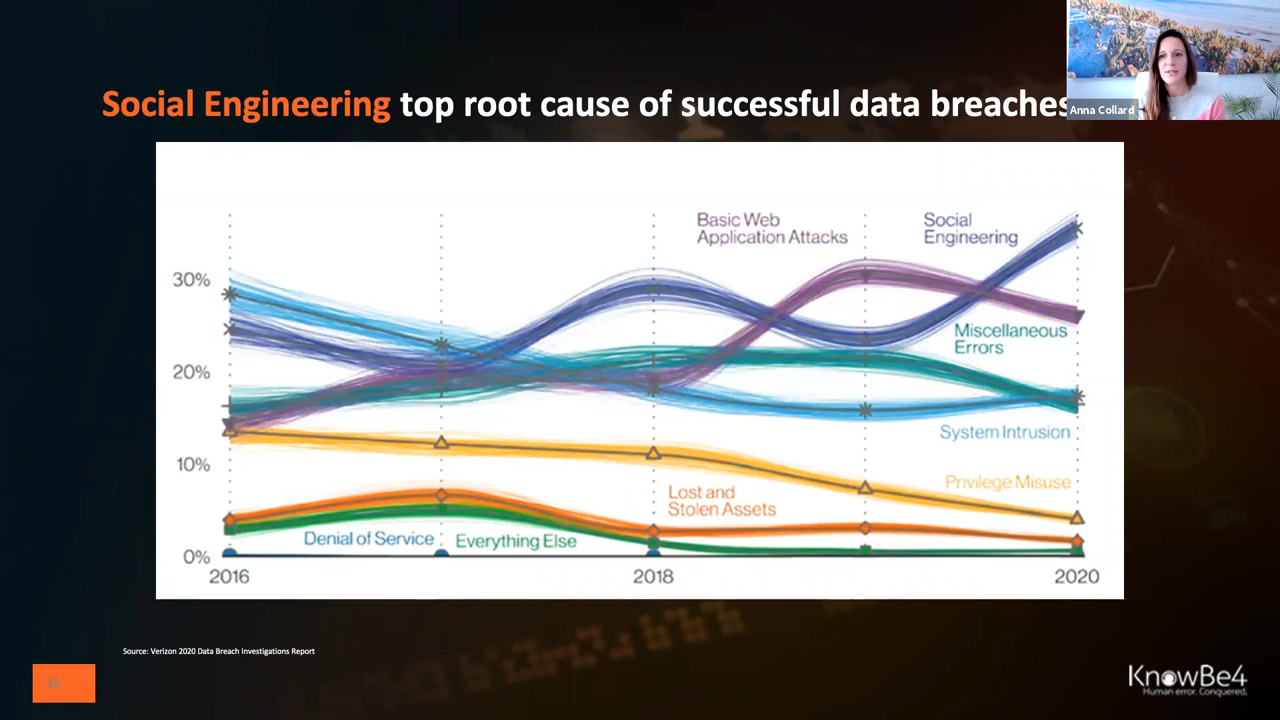 Anna Collard
Social Engineering top root cause of successful data breaches
Basic Web
Application Attacks
Social
Engineering
30%
Miscellaneous
Errors
20%
System Intrusion
10%
Privilege Misuse
Lost and
Stolen Assets
Denial of Service
Everything Else
0%
2016
2018
2020
Source: Verizon 2020 Data Breach Investigations Report
32
KnowBe4
Human error. Conquered.